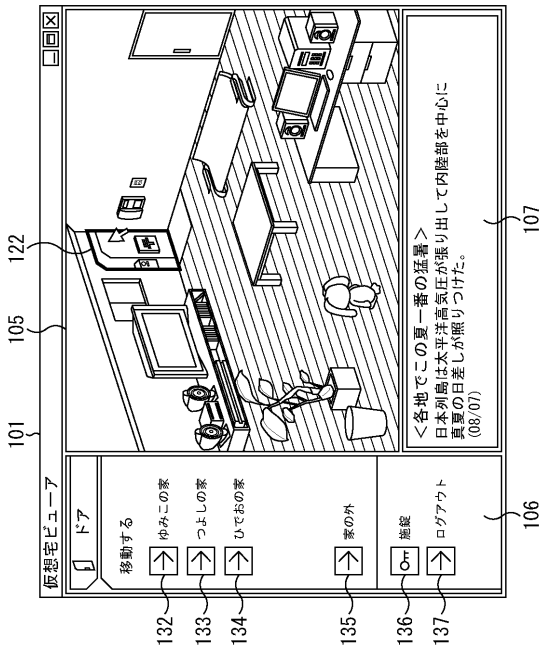 101
105
122
仮想宅ビューア
ドア
移動する
132
ゆみこの家
133
つよしの家
134
ひでおの家
135
家の外
136
施錠
137
ログアウト
106
＜各地でこの夏一番の猛暑＞
日本列島は太平洋高気圧が張り出して内陸部を中心に
真夏の日差しが照りつけた。
(08/07)
107